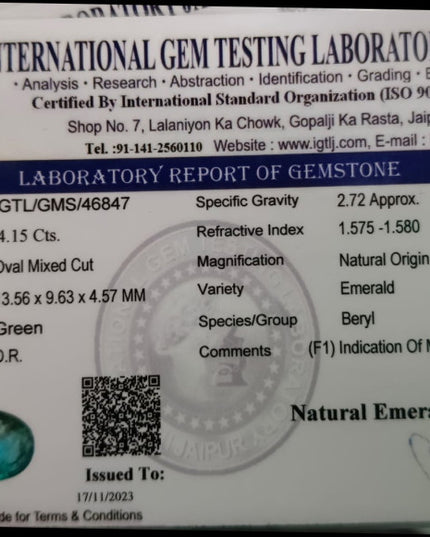 NTERNATIONAL GEM TESTING LABORATO
· Analysis · Research · Abstraction · Identification · Grading · E
Certified By International Standard Organization (ISO 90
Shop No. 7, Lalaniyon Ka Chowk, Gopalji Ka Rasta, Jaip
Tel. :91-141-2560110 Website : www.igtlj.com, E-mail :
LABORATORY REPORT OF GEMSTONE
GTL/GMS/46847 Specific Gravity 2.72 Approx.
4.15 Cts. Refractive Index 1.575 -1.580
Oval Mixed Cut Magnification Natural Origin
3.56 x 9.63 x 4.57 MM Variety Emerald
Green Species/Group Beryl
O.R. Comments (F1) Indication Of M
Natural Emera
JAIPUR
Issued To:
17/11/2023
de for Terms & Conditions